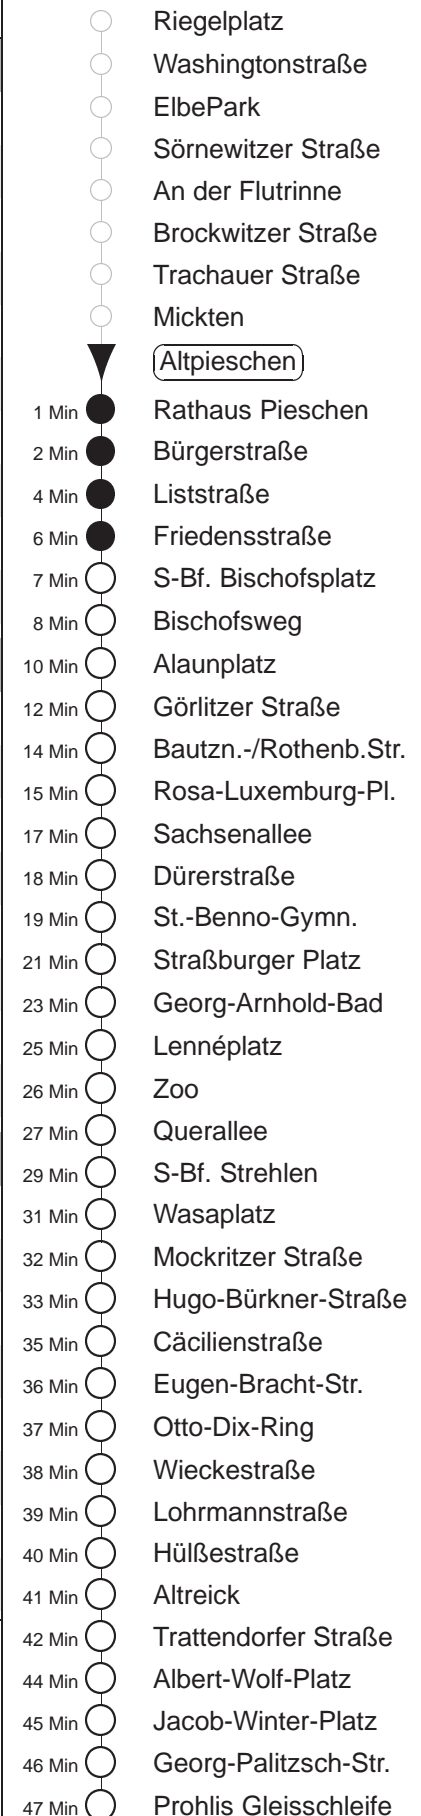 Riegelplatz
Washingtonstraße
ElbePark
Sörnewitzer Straße
An der Flutrinne
Brockwitzer Straße
Trachauer Straße
Mickten
Altpieschen
1 Min Rathaus Pieschen
2 Min Bürgerstraße
4 Min Liststraße
6 Min Friedensstraße
7 Min S-Bf. Bischofsplatz
8 Min Bischofsweg
10 Min Alaunplatz
12 Min Görlitzer Straße
14 Min Bautzn.-/Rothenb.Str.
15 Min Rosa-Luxemburg-Pl.
17 Min Sachsenallee
18 Min Dürerstraße
19 Min St.-Benno-Gymn.
21 Min Straßburger Platz
23 Min Georg-Arnhold-Bad
25 Min Lennéplatz
26 Min Zoo
27 Min Querallee
29 Min S-Bf. Strehlen
31 Min Wasaplatz
32 Min Mockritzer Straße
33 Min Hugo-Bürkner-Straße
35 Min Cäcilienstraße
36 Min Eugen-Bracht-Str.
37 Min Otto-Dix-Ring
38 Min Wieckestraße
39 Min Lohrmannstraße
40 Min Hülßestraße
41 Min Altreick
42 Min Trattendorfer Straße
44 Min Albert-Wolf-Platz
45 Min Jacob-Winter-Platz
46 Min Georg-Palitzsch-Str.
47 Min Prohlis Gleisschleife